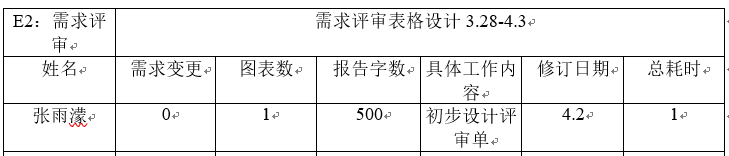 E2：需求评审 需求评审表格设计 3.28-4.3
姓名 需求变更 图表数 报告字数 具体工作内容 修订日期 总耗时
张雨濛 0 1 500 初步设计评审单 4.2 1